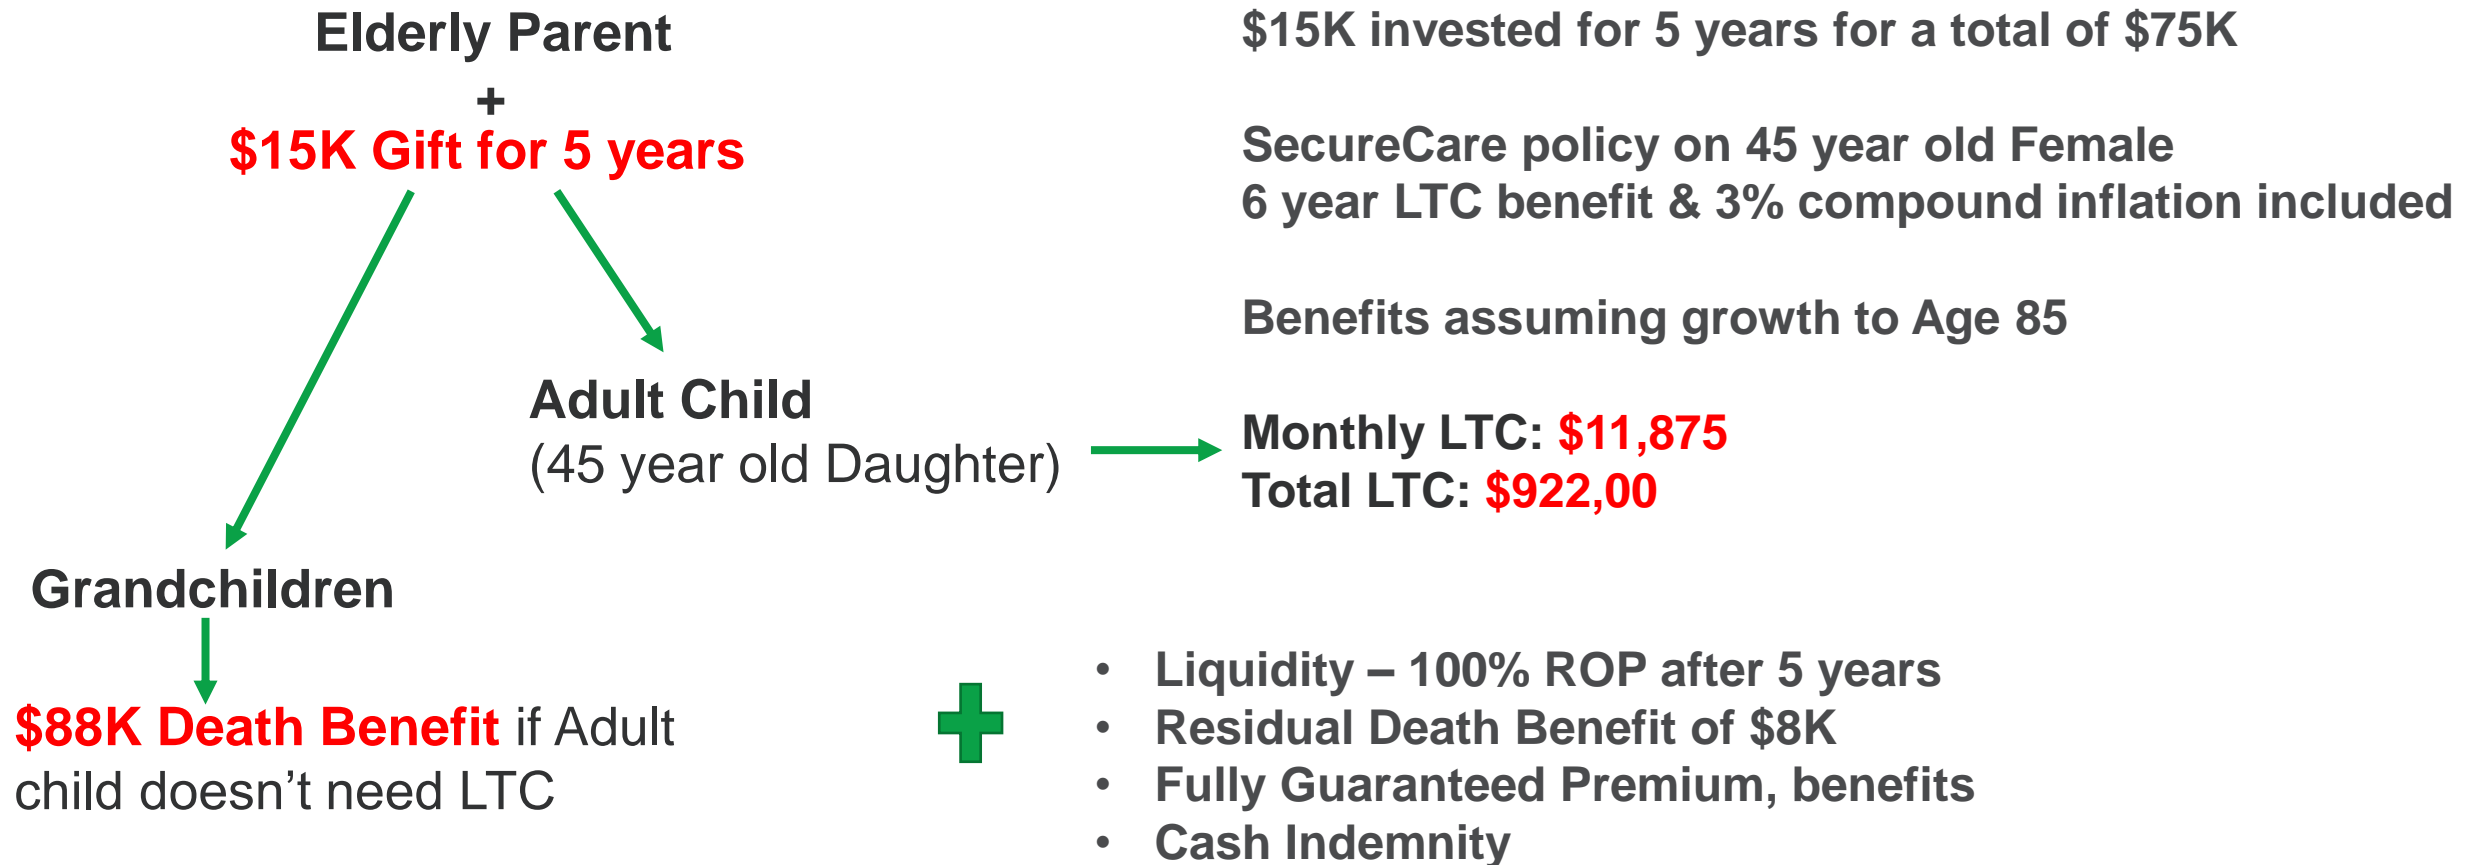 Elderly Parent
+
$15K Gift for 5 years
Adult Child
(45 year old Daughter)
Grandchildren
$88K Death Benefit if Adult
child doesn't need LTC
$15K invested for 5 years for a total of $75K
SecureCare policy on 45 year old Female
6 year LTC benefit & 3% compound inflation included
Benefits assuming growth to Age 85
Monthly LTC: $11,875
Total LTC: $922,00
• Liquidity – 100% ROP after 5 years
• Residual Death Benefit of $8K
• Fully Guaranteed Premium, benefits
• Cash Indemnity